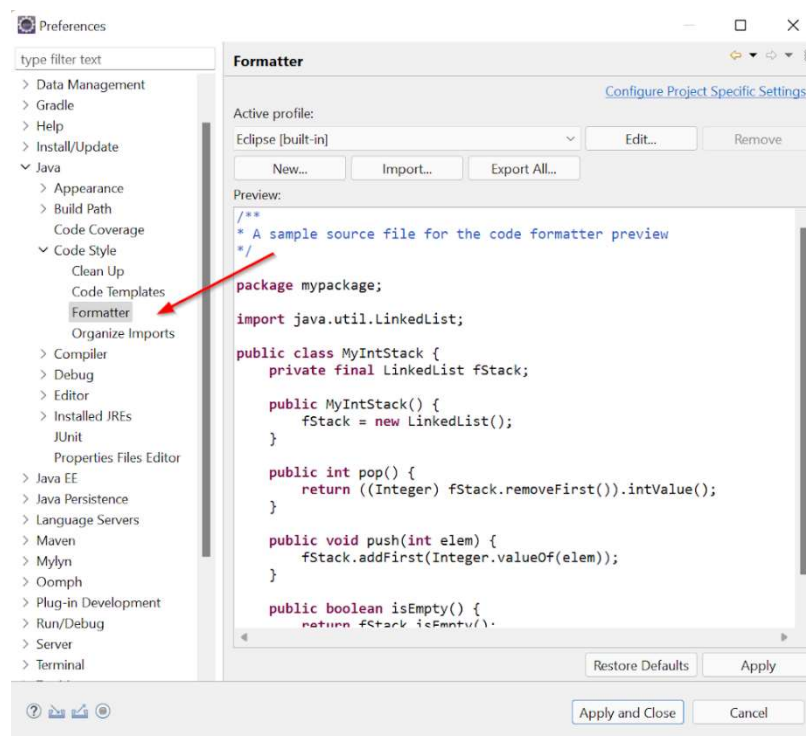 Preferences
type filter text
Data Management
Gradle
Help
Install/Update
Java
Appearance
Build Path
Code Coverage
Code Style
Clean Up
Code Templates
Formatter
Organize Imports
Compiler
Debug
Editor
Installed JREs
JUnit
Properties Files Editor
Java EE
Java Persistence
Language Servers
Maven
Mylyn
Oomph
Plug-in Development
Run/Debug
Server
Terminal
Formatter
Configure Project Specific Settings
Active profile:
Eclipse [built-in]
Edit...
Remove
New...
Import...
Export All...
Preview:
/**
* A sample source file for the code formatter preview
*/
package mypackage;
import java.util.LinkedList;
public class MyIntStack {
private final LinkedList fStack;
public MyIntStack() {
fStack = new LinkedList();
}
public int pop() {
return ((Integer) fStack.removeFirst()).intValue();
}
public void push(int elem) {
fStack.addFirst(Integer.valueOf(elem));
}
public boolean isEmpty() {
return fStack.isEmpty();
Restore Defaults
Apply
Apply and Close
Cancel